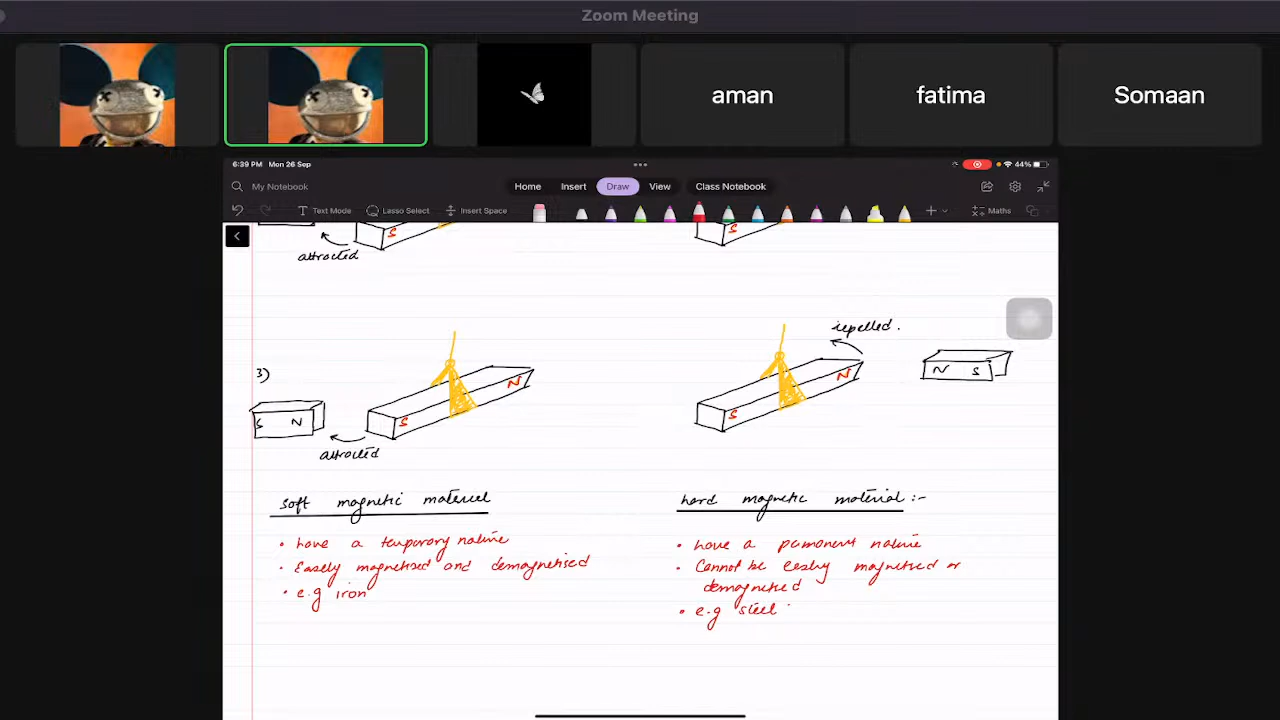 Zoom Meeting
aman
fatima
Somaan
6:39 PM Mon 26 Sep
44%
My Notebook
Home
Insert
Draw
View
Class Notebook
Text Mode
Lasso Select
Insert Space
Maths
S
S
attracted
repelled.
3)
N
N
N S
S N
S
S
attracted
soft magnetic material
hard magnetic material :-
• have a temporary native
• have a permanent native
• Easily magnetised and demagnetised
• Cannot be easily magnetised or
demagnetised
• e.g iron
• e.g steel